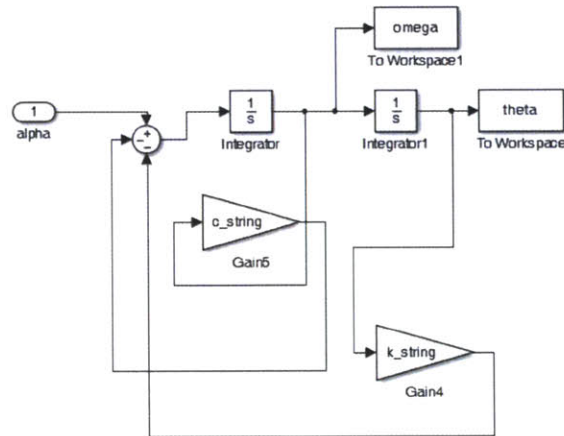 omega
To Workspace1
1
alpha
1
s
Integrator
1
s
Integrator1
theta
To Workspace
c_string
Gain5
k_string
Gain4